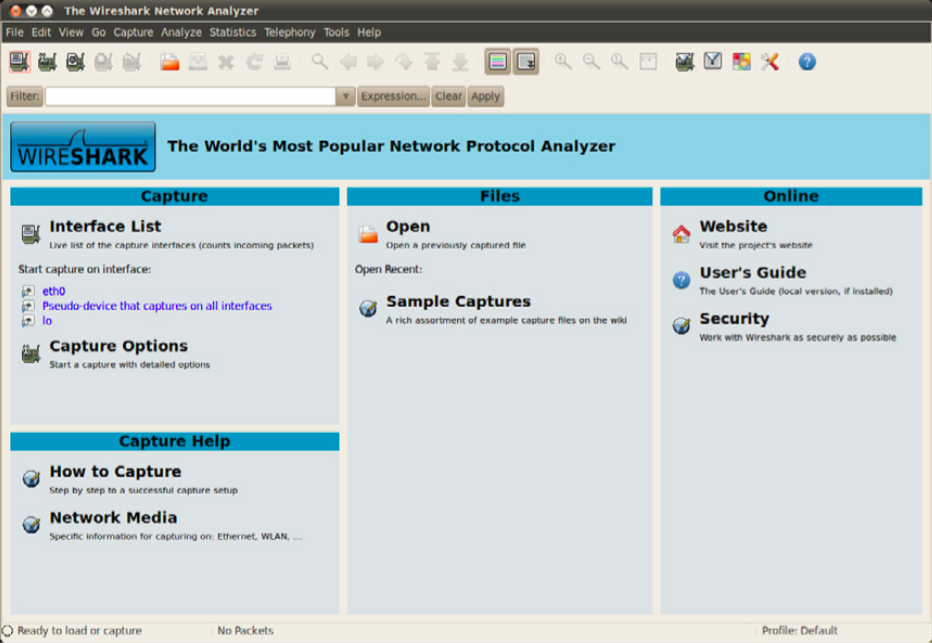 The Wireshark Network Analyzer
File Edit View Go Capture Analyze Statistics Telephony Tools Help
Filter: Expression... Clear Apply
WIRESHARK The World's Most Popular Network Protocol Analyzer
Capture
Interface List
Live list of the capture interfaces (counts incoming packets)
Start capture on interface:
eth0
Pseudo-device that captures on all interfaces
lo
Capture Options
Start a capture with detailed options
Capture Help
How to Capture
Step by step to a successful capture setup
Network Media
Specific information for capturing on: Ethernet, WLAN, ...
Files
Open
Open a previously captured file
Open Recent:
Sample Captures
A rich assortment of example capture files on the wiki
Online
Website
Visit the project's website
User's Guide
The User's Guide (local version, if installed)
Security
Work with Wireshark as securely as possible
Ready to load or capture No Packets Profile: Default